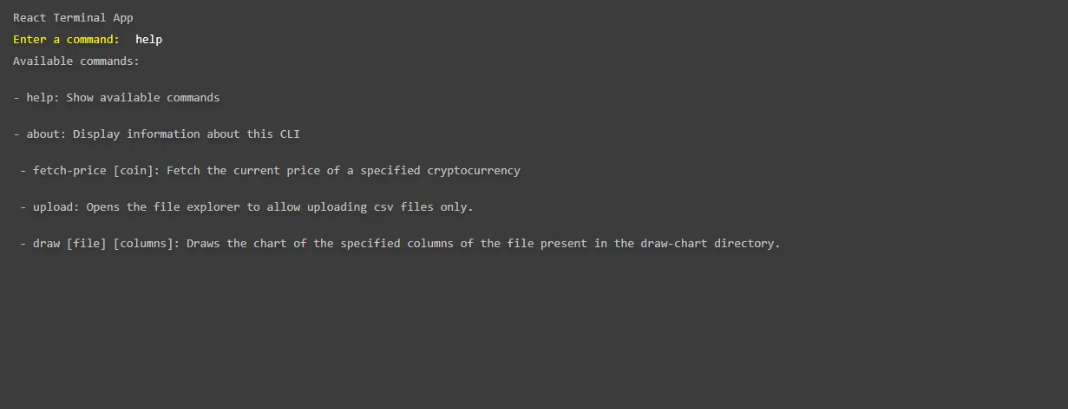 React Terminal App
Enter a command: help
Available commands:
- help: Show available commands
- about: Display information about this CLI
- fetch-price [coin]: Fetch the current price of a specified cryptocurrency
- upload: Opens the file explorer to allow uploading csv files only.
- draw [file] [columns]: Draws the chart of the specified columns of the file present in the draw-chart directory.